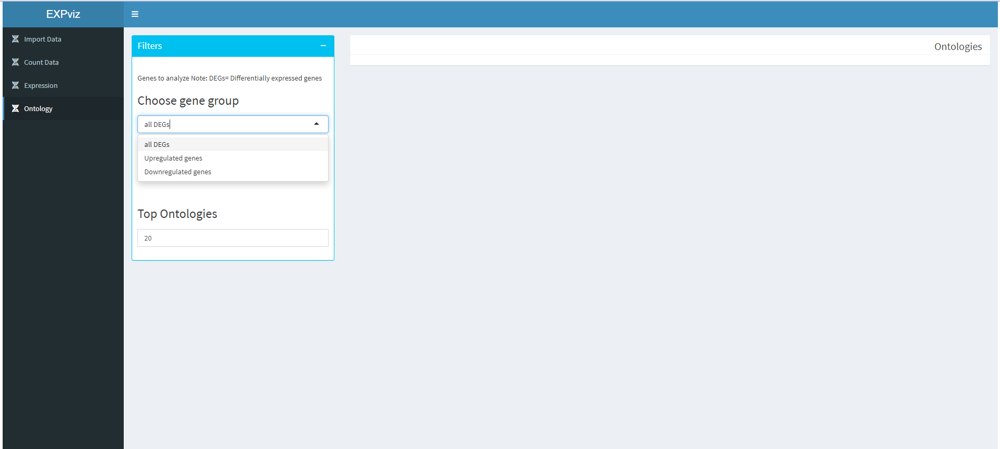 EXPviz
Import Data
Count Data
Expression
Ontology
Filters
Genes to analyze Note: DEGs= Differentially expressed genes
Choose gene group
all DEGs
all DEGs
Upregulated genes
Downregulated genes
Top Ontologies
20
Ontologies